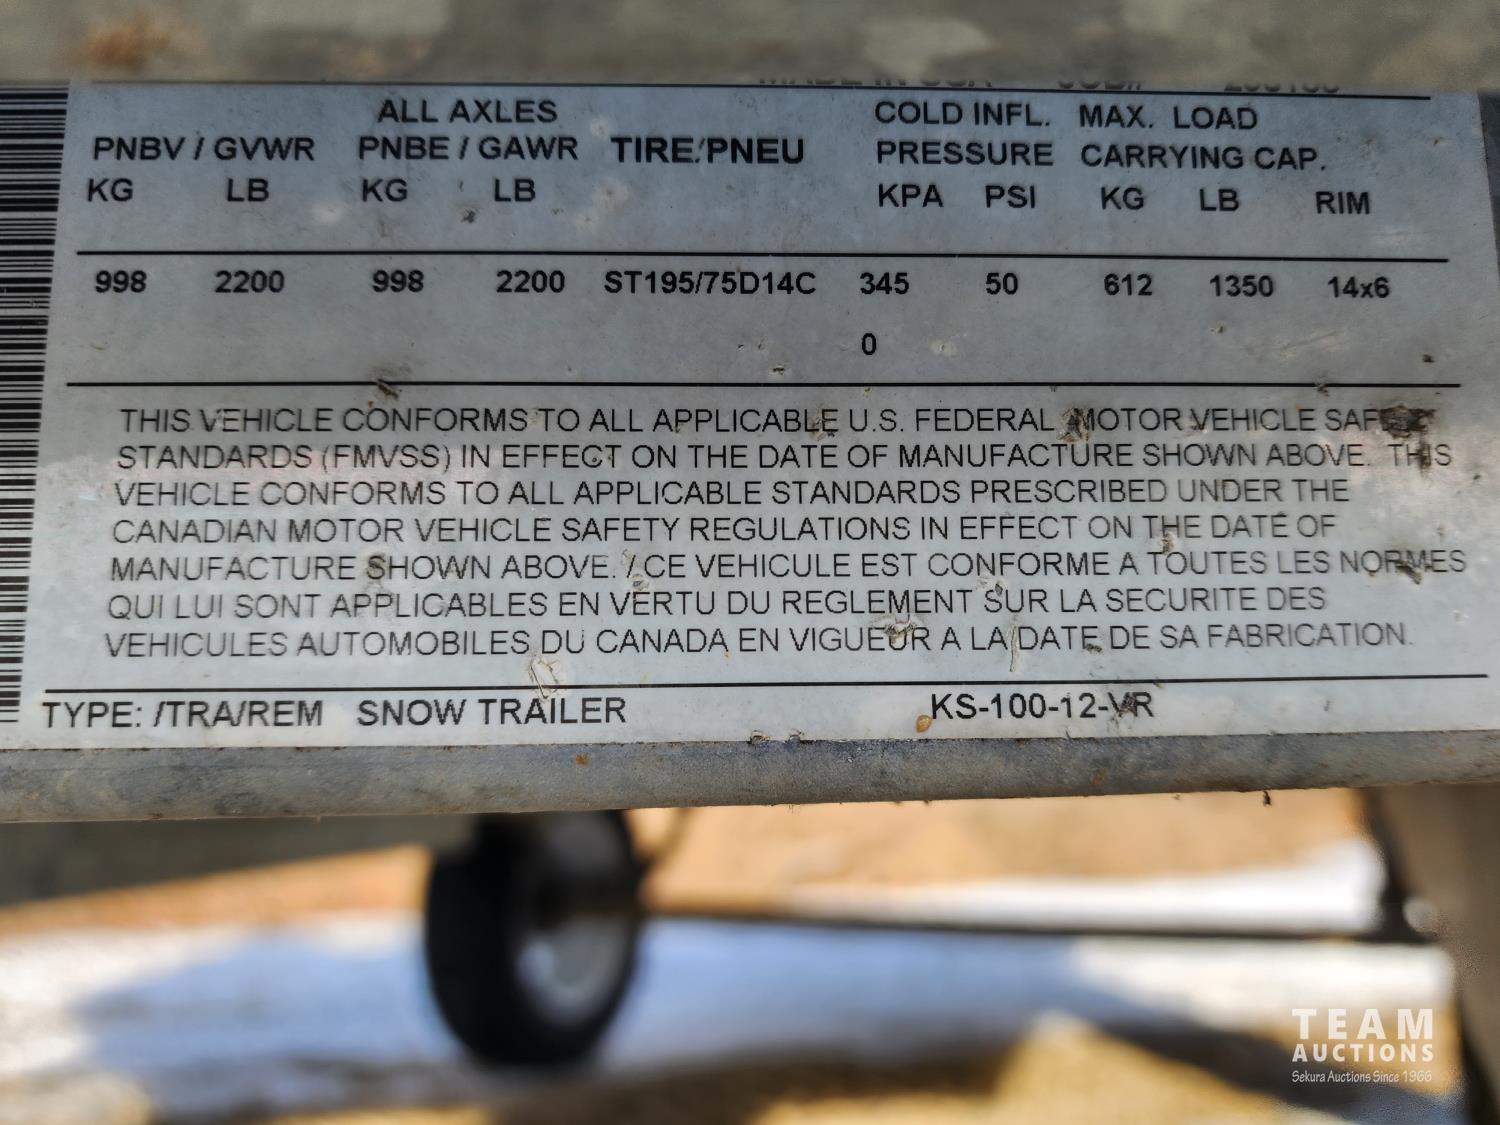 MADE IN USA JOB#
ALL AXLES COLD INFL. MAX. LOAD
PNBV / GVWR PNBE / GAWR TIRE/PNEU PRESSURE CARRYING CAP.
KG LB KG LB KPA PSI KG LB RIM
998 2200 998 2200 ST195/75D14C 345 50 612 1350 14x6
0
THIS VEHICLE CONFORMS TO ALL APPLICABLE U.S. FEDERAL MOTOR VEHICLE SAFETY
STANDARDS (FMVSS) IN EFFECT ON THE DATE OF MANUFACTURE SHOWN ABOVE. THIS
VEHICLE CONFORMS TO ALL APPLICABLE STANDARDS PRESCRIBED UNDER THE
CANADIAN MOTOR VEHICLE SAFETY REGULATIONS IN EFFECT ON THE DATE OF
MANUFACTURE SHOWN ABOVE. / CE VEHICULE EST CONFORME A TOUTES LES NORMES
QUI LUI SONT APPLICABLES EN VERTU DU REGLEMENT SUR LA SECURITE DES
VEHICULES AUTOMOBILES DU CANADA EN VIGUEUR A LA DATE DE SA FABRICATION.
TYPE: /TRA/REM SNOW TRAILER KS-100-12-VR
TEAM
AUCTIONS
Sekura Auctions Since 1966